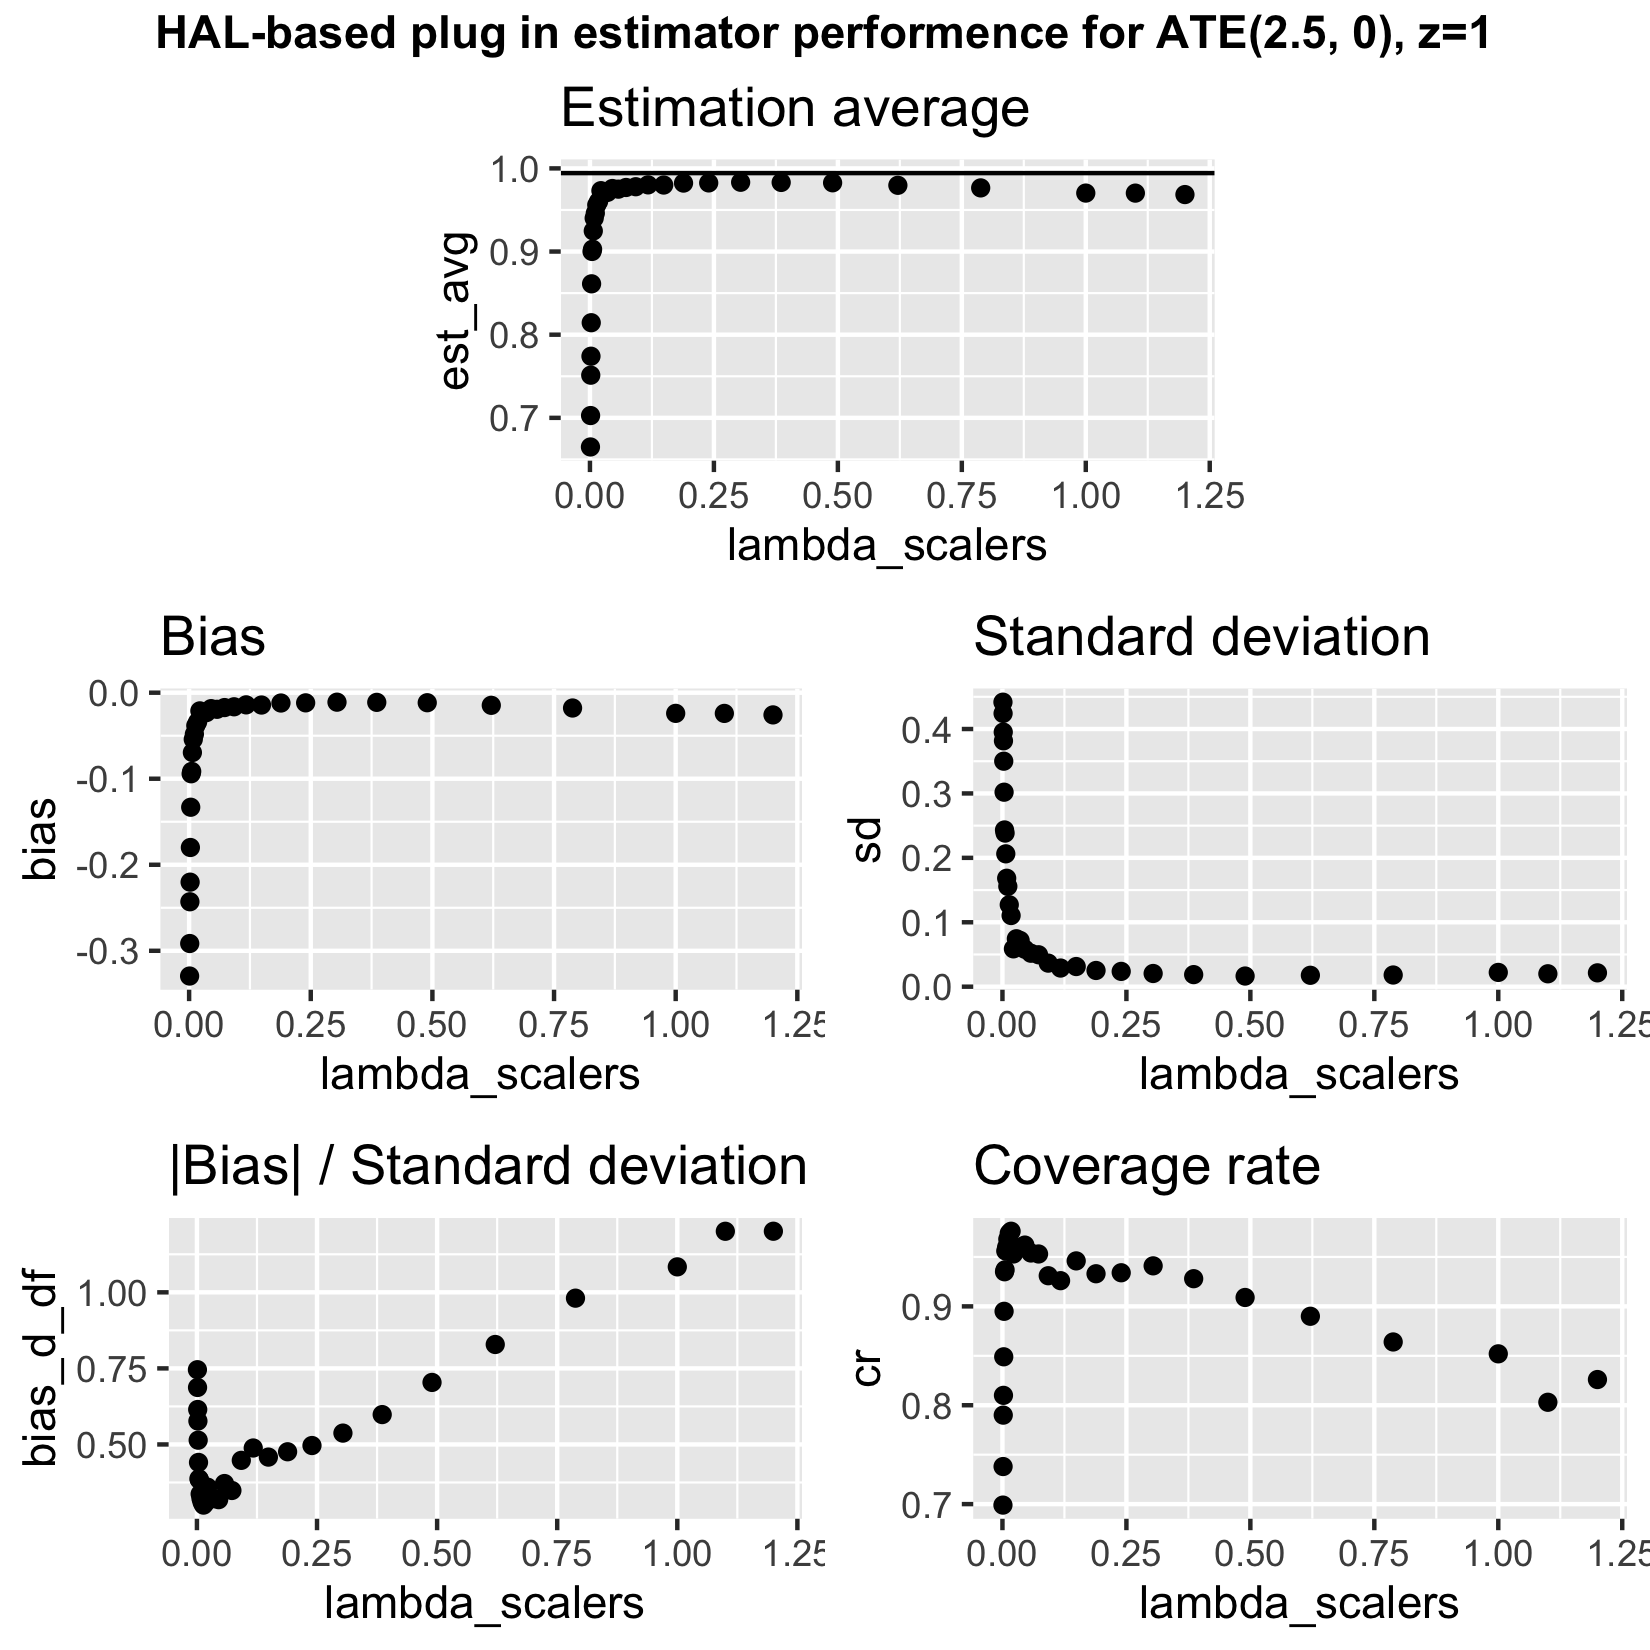 HAL-based plug in estimator performence for ATE(2.5, 0), z=1
Estimation average
est_avg
1.0
0.9
0.8
0.7
0.00 0.25 0.50 0.75 1.00 1.25
lambda_scalers
Bias
bias
0.0
-0.1
-0.2
-0.3
0.00 0.25 0.50 0.75 1.00 1.25
lambda_scalers
Standard deviation
sd
0.4
0.3
0.2
0.1
0.0
0.00 0.25 0.50 0.75 1.00 1.25
lambda_scalers
|Bias| / Standard deviation
bias_d_df
1.00
0.75
0.50
0.00 0.25 0.50 0.75 1.00 1.25
lambda_scalers
Coverage rate
cr
0.9
0.8
0.7
0.00 0.25 0.50 0.75 1.00 1.25
lambda_scalers